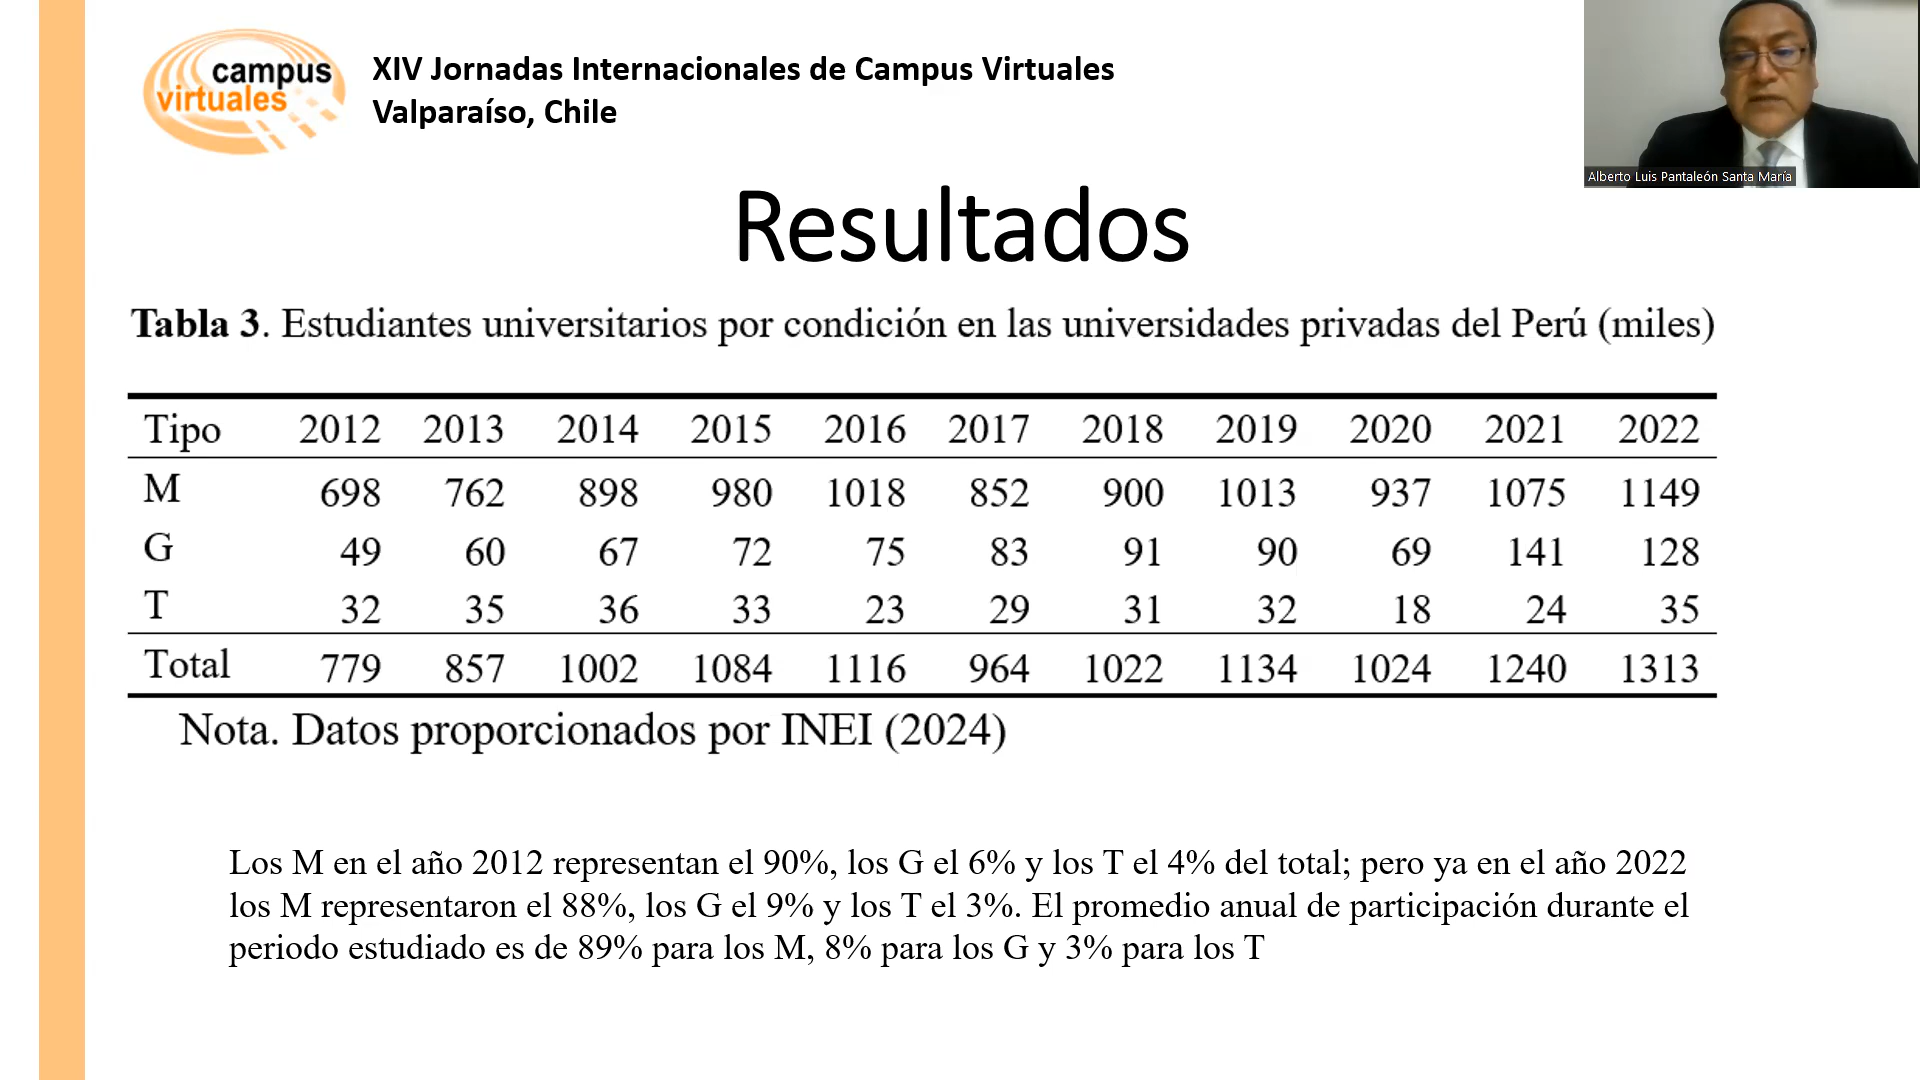 campus
virtuales
XIV Jornadas Internacionales de Campus Virtuales
Valparaíso, Chile
Alberto Luis Pantaleón Santa María
Resultados
Tabla 3. Estudiantes universitarios por condición en las universidades privadas del Perú (miles)
Tipo 2012 2013 2014 2015 2016 2017 2018 2019 2020 2021 2022
M 698 762 898 980 1018 852 900 1013 937 1075 1149
G 49 60 67 72 75 83 91 90 69 141 128
T 32 35 36 33 23 29 31 32 18 24 35
Total 779 857 1002 1084 1116 964 1022 1134 1024 1240 1313
Nota. Datos proporcionados por INEI (2024)
Los M en el año 2012 representan el 90%, los G el 6% y los T el 4% del total; pero ya en el año 2022
los M representaron el 88%, los G el 9% y los T el 3%. El promedio anual de participación durante el
periodo estudiado es de 89% para los M, 8% para los G y 3% para los T